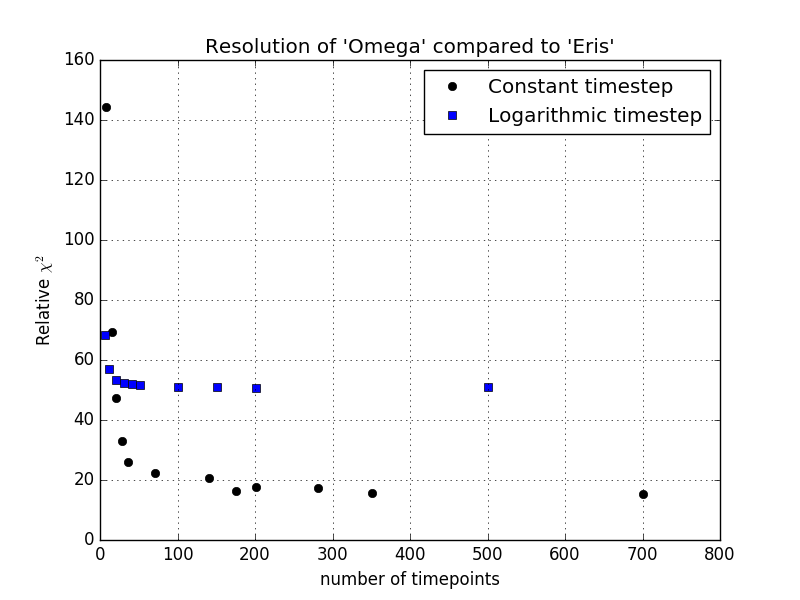 Resolution of 'Omega' compared to 'Eris'
160
140
120
100
80
60
40
20
0
Relative χ²
Constant timestep
Logarithmic timestep
0 100 200 300 400 500 600 700 800
number of timepoints